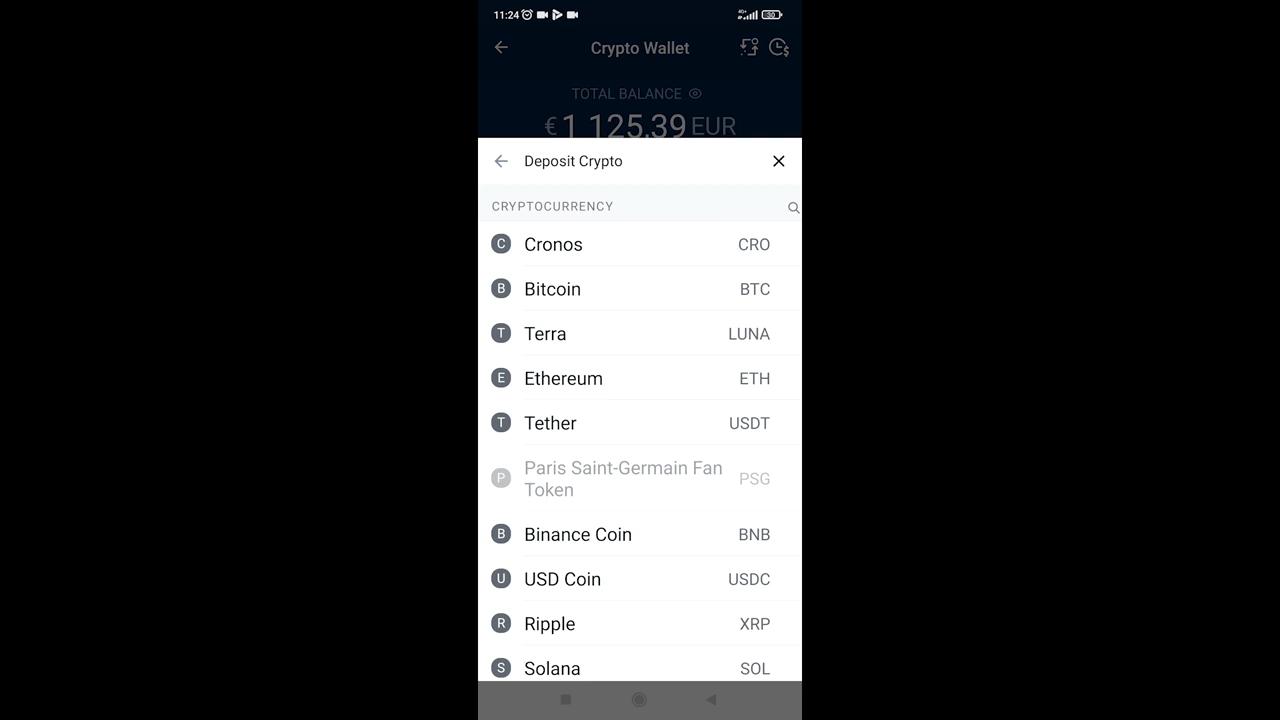 11:24
4G+
30
Crypto Wallet
TOTAL BALANCE
€ 1 125.39 EUR
Deposit Crypto
CRYPTOCURRENCY
C Cronos CRO
B Bitcoin BTC
T Terra LUNA
E Ethereum ETH
T Tether USDT
P Paris Saint-Germain Fan Token PSG
B Binance Coin BNB
U USD Coin USDC
R Ripple XRP
S Solana SOL